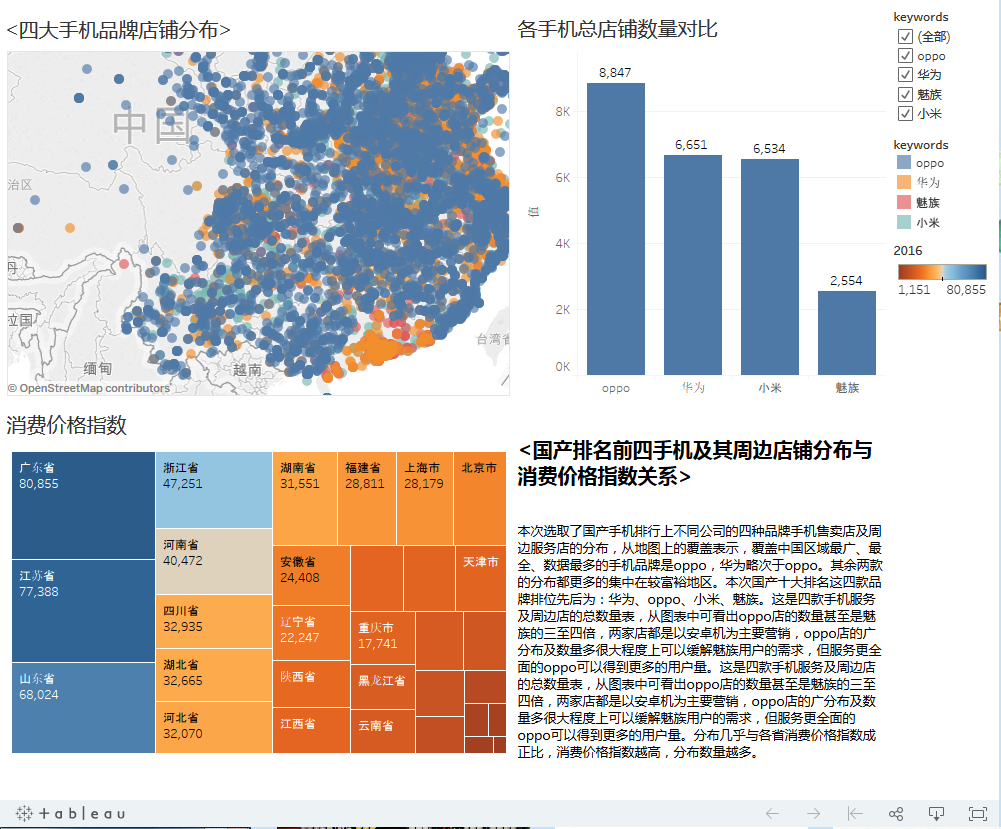 <四大手机品牌店铺分布>
中国
治区
丹
拉国
缅甸
越南
台湾省
© OpenStreetMap contributors
各手机总店铺数量对比
8,847
6,651
6,534
2,554
8K
6K
4K
2K
0K
值
oppo
华为
小米
魅族
keywords
(全部)
oppo
华为
魅族
小米
keywords
oppo
华为
魅族
小米
2016
1,151
80,855
消费价格指数
广东省
80,855
江苏省
77,388
山东省
68,024
浙江省
47,251
河南省
40,472
四川省
32,935
湖北省
32,665
河北省
32,070
湖南省
31,551
福建省
28,811
上海市
28,179
北京市
安徽省
24,408
天津市
辽宁省
22,247
重庆市
17,741
陕西省
黑龙江省
江西省
云南省
<国产排名前四手机及其周边店铺分布与
消费价格指数关系>
本次选取了国产手机排行上不同公司的四种品牌手机售卖店及周
边服务店的分布，从地图上的覆盖表示，覆盖中国区域最广、最
全、数据最多的手机品牌是oppo，华为略次于oppo。其余两款
的分布都更多的集中在较富裕地区。本次国产十大排名这四款品
牌排位先后为：华为、oppo、小米、魅族。这是四款手机服务
及周边店的总数量表，从图表中可看出oppo店的数量甚至是魅
族的三至四倍，两家店都是以安卓机为主要营销，oppo店的广
分布及数量多很大程度上可以缓解魅族用户的需求，但服务更全
面的oppo可以得到更多的用户量。这是四款手机服务及周边店
的总数量表，从图表中可看出oppo店的数量甚至是魅族的三至
四倍，两家店都是以安卓机为主要营销，oppo店的广分布及数
量多很大程度上可以缓解魅族用户的需求，但服务更全面的
oppo可以得到更多的用户量。分布几乎与各省消费价格指数成
正比，消费价格指数越高，分布数量越多。
+ableau